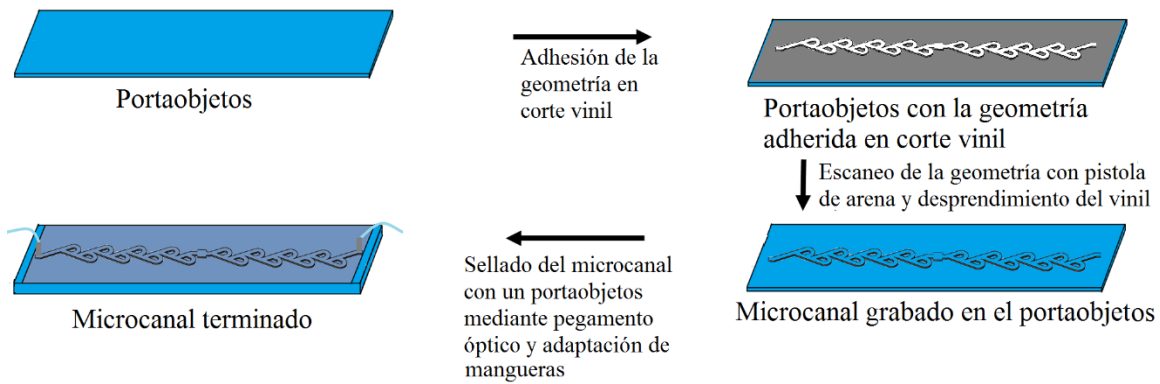 Portaobjetos
Adhesión de la
geometría en
corte vinil
Portaobjetos con la geometría
adherida en corte vinil
Escaneo de la geometría con pistola
de arena y desprendimiento del vinil
Microcanal grabado en el portaobjetos
Sellado del microcanal
con un portaobjetos
mediante pegamento
óptico y adaptación de
mangueras
Microcanal terminado